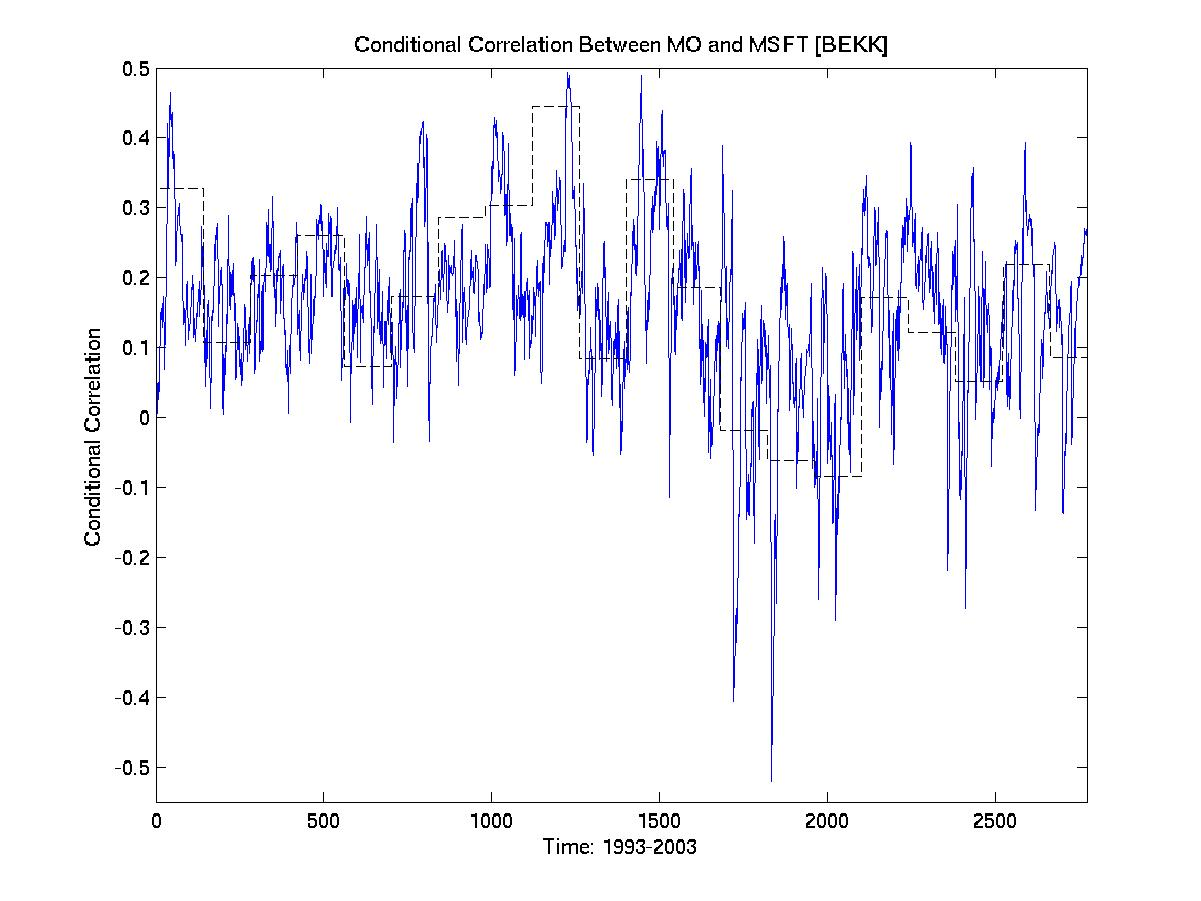 Conditional Correlation Between MO and MSFT [BEKK]
0.5
0.4
0.3
0.2
0.1
0
-0.1
-0.2
-0.3
-0.4
-0.5
Conditional Correlation
0 500 1000 1500 2000 2500
Time: 1993-2003